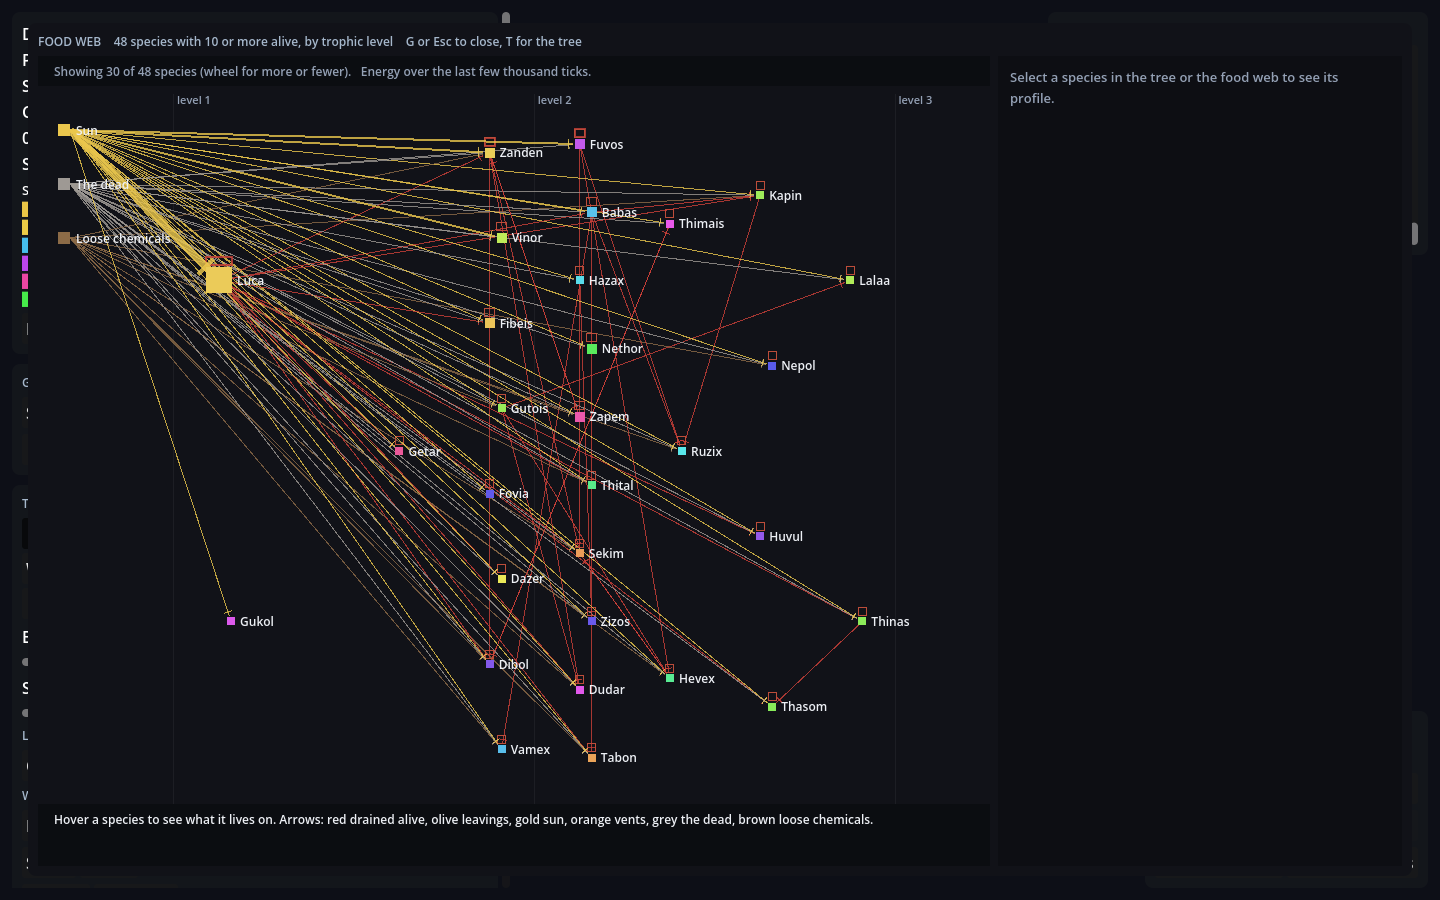 FOOD WEB 48 species with 10 or more alive, by trophic level G or Esc to close, T for the tree
Showing 30 of 48 species (wheel for more or fewer). Energy over the last few thousand ticks.
Select a species in the tree or the food web to see its
profile.
level 1
level 2
level 3
Sun
Fuvos
Zanden
The dead
Kapin
Babas
Thimais
Loose chemicals
Vinor
Luca
Hazax
Lalaa
Fibeis
Nethor
Nepol
Gutois
Zapem
Getar
Ruzix
Thital
Fovia
Huvul
Sekim
Dazer
Gukol
Zizos
Thinas
Dibol
Hevex
Dudar
Thasom
Vamex
Tabon
Hover a species to see what it lives on. Arrows: red drained alive, olive leavings, gold sun, orange vents, grey the dead, brown loose chemicals.